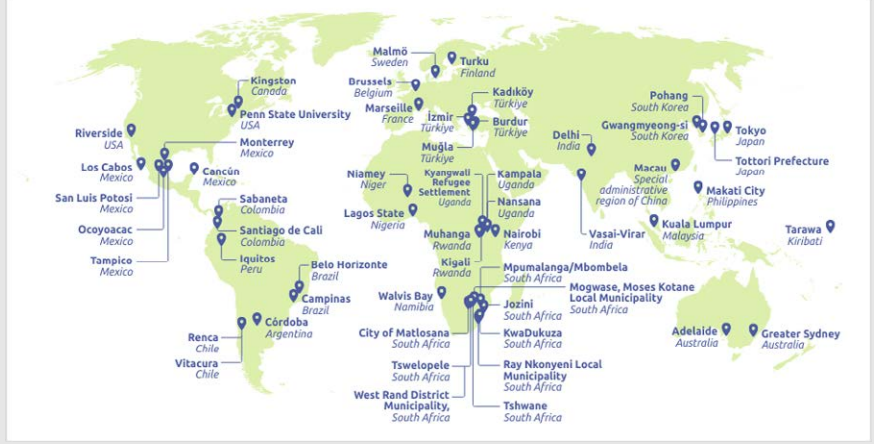 Malmö
Sweden
Turku
Finland
Brussels
Belgium
Marseille
France
Kadıköy
Türkiye
İzmir
Türkiye
Burdur
Türkiye
Muğla
Türkiye
Kingston
Canada
Penn State University
USA
Riverside
USA
Monterrey
Mexico
Los Cabos
Mexico
Cancún
Mexico
San Luis Potosi
Mexico
Ocoyoacac
Mexico
Tampico
Mexico
Sabaneta
Colombia
Santiago de Cali
Colombia
Iquitos
Peru
Belo Horizonte
Brazil
Campinas
Brazil
Córdoba
Argentina
Renca
Chile
Vitacura
Chile
Niamey
Niger
Lagos State
Nigeria
Kyangwali
Refugee
Settlement
Uganda
Kampala
Uganda
Nansana
Uganda
Muhanga
Rwanda
Nairobi
Kenya
Kigali
Rwanda
Mpumalanga/Mbombela
South Africa
Mogwase, Moses Kotane
Local Municipality
South Africa
Walvis Bay
Namibia
Jozini
South Africa
City of Matlosana
South Africa
KwaDukuza
South Africa
Tswelopele
South Africa
Ray Nkonyeni Local
Municipality
South Africa
West Rand District
Municipality,
South Africa
Tshwane
South Africa
Pohang
South Korea
Gwangmyeong-si
South Korea
Tokyo
Japan
Tottori Prefecture
Japan
Delhi
India
Macau
Special
administrative
region of China
Makati City
Philippines
Vasai-Virar
India
Kuala Lumpur
Malaysia
Tarawa
Kiribati
Adelaide
Australia
Greater Sydney
Australia